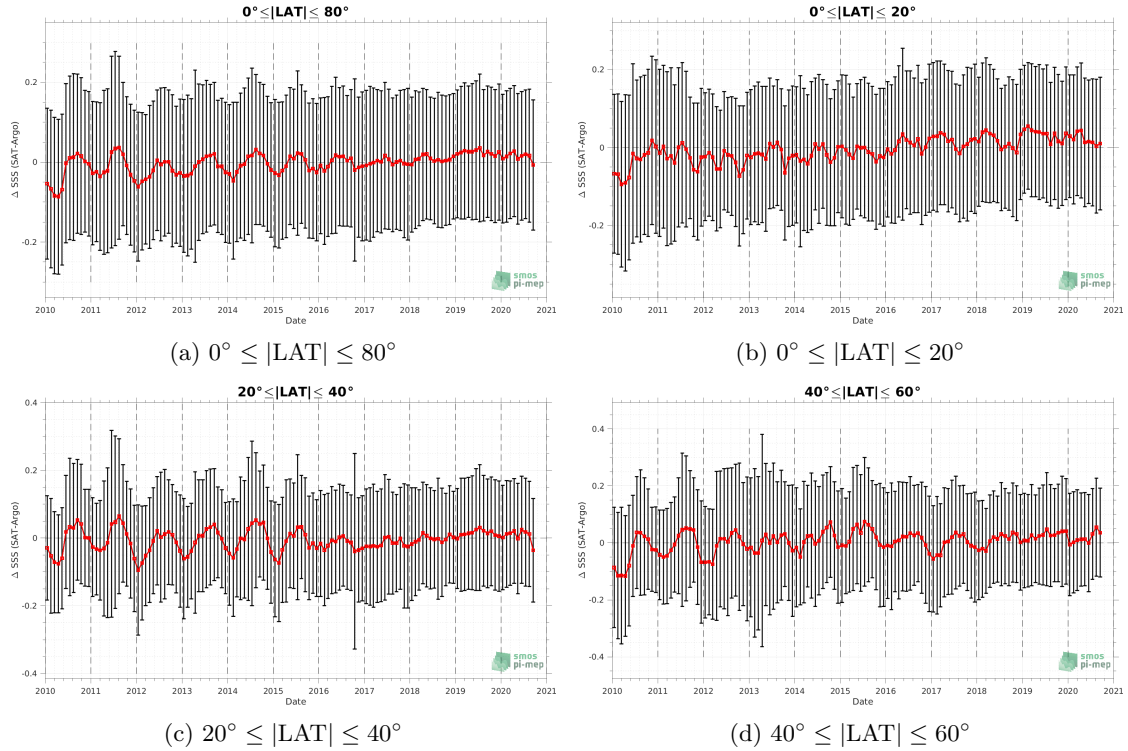 0°≤|LAT|≤ 80°
Δ SSS (SAT-Argo)
0.2
0
-0.2
2010 2011 2012 2013 2014 2015 2016 2017 2018 2019 2020 2021
Date
smos
pi-mep
(a) 0° ≤ |LAT| ≤ 80°
0°≤|LAT|≤ 20°
Δ SSS (SAT-Argo)
0.2
0
-0.2
2010 2011 2012 2013 2014 2015 2016 2017 2018 2019 2020 2021
Date
smos
pi-mep
(b) 0° ≤ |LAT| ≤ 20°
20°≤|LAT|≤ 40°
Δ SSS (SAT-Argo)
0.4
0.2
0
-0.2
-0.4
2010 2011 2012 2013 2014 2015 2016 2017 2018 2019 2020 2021
Date
smos
pi-mep
(c) 20° ≤ |LAT| ≤ 40°
40°≤|LAT|≤ 60°
Δ SSS (SAT-Argo)
0.4
0.2
0
-0.2
-0.4
2010 2011 2012 2013 2014 2015 2016 2017 2018 2019 2020 2021
Date
smos
pi-mep
(d) 40° ≤ |LAT| ≤ 60°